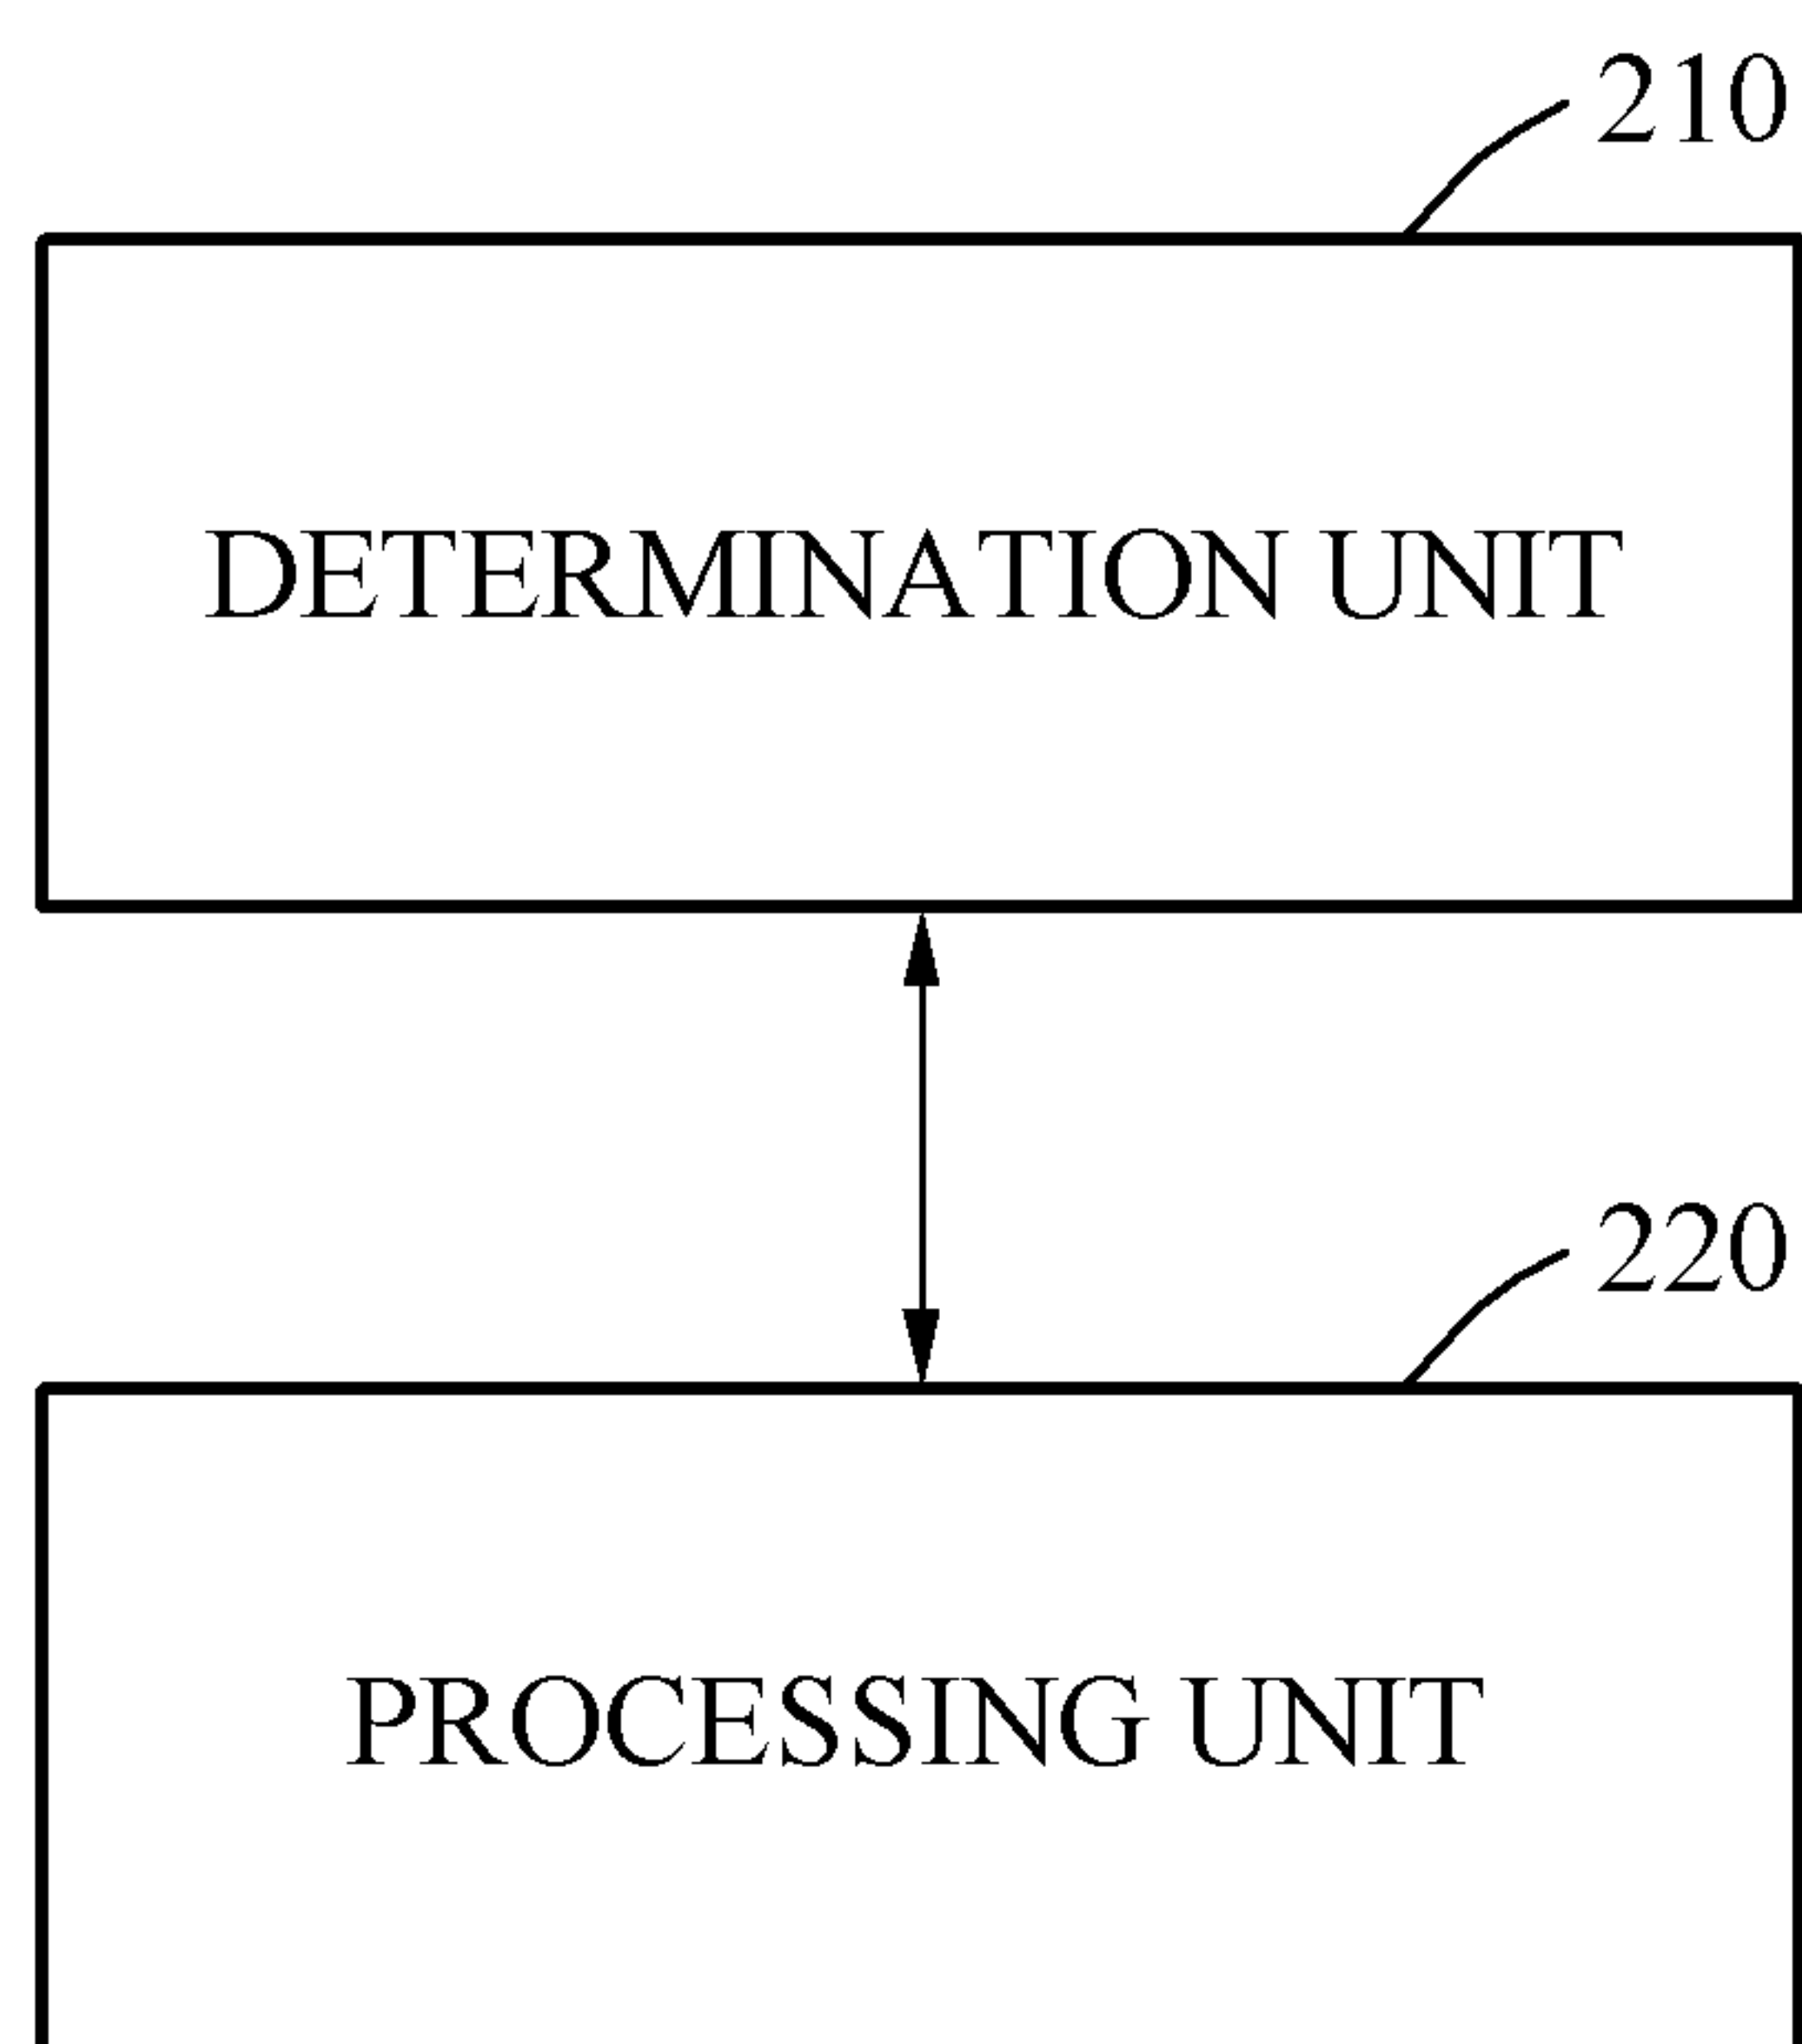 210
DETERMINATION UNIT
220
PROCESSING UNIT